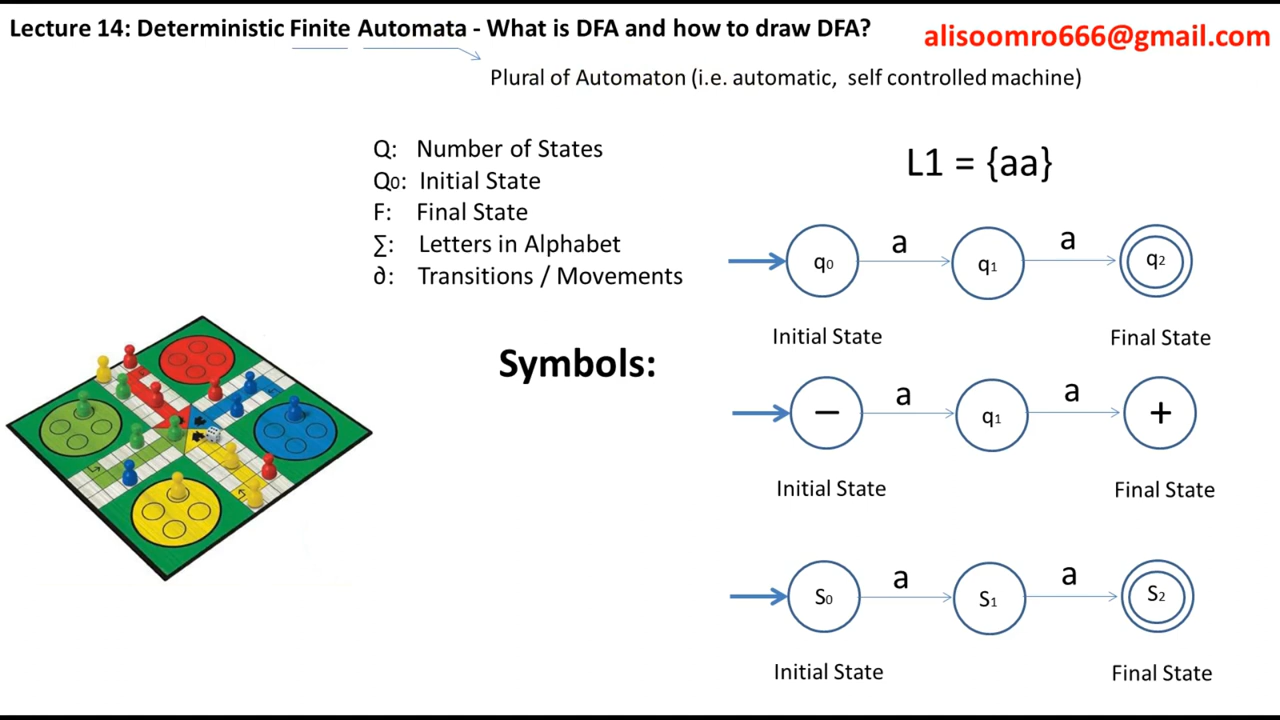 Lecture 14: Deterministic Finite Automata - What is DFA and how to draw DFA?
alisoomro666@gmail.com
Plural of Automaton (i.e. automatic, self controlled machine)
Q: Number of States
Q0: Initial State
F: Final State
∑: Letters in Alphabet
∂: Transitions / Movements
L1 = {aa}
q0 a q1 a q2
Initial State Final State
Symbols:
− a q1 a +
Initial State Final State
S0 a S1 a S2
Initial State Final State